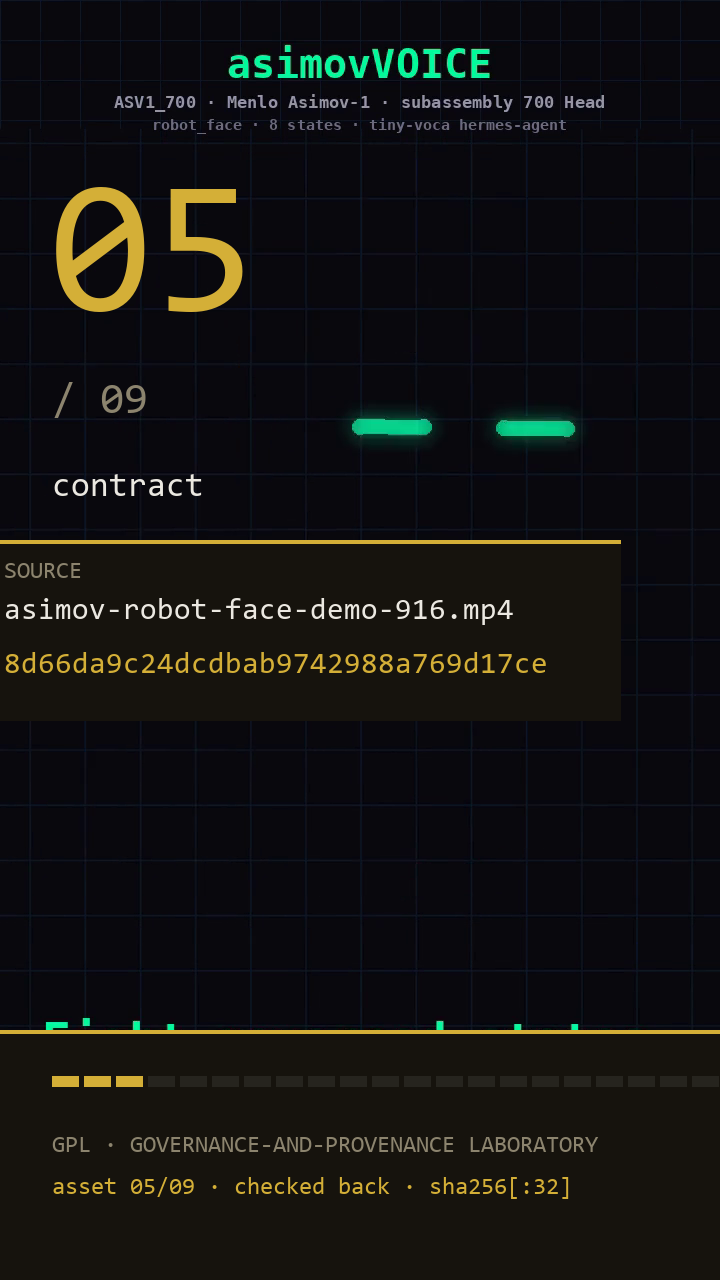 asimovVOICE
ASV1_700 · Menlo Asimov-1 · subassembly 700 Head
robot_face · 8 states · tiny-voca hermes-agent
05
/ 09
contract
SOURCE
asimov-robot-face-demo-916.mp4
8d66da9c24dcdbab9742988a769d17ce
GPL · GOVERNANCE-AND-PROVENANCE LABORATORY
asset 05/09 · checked back · sha256[:32]